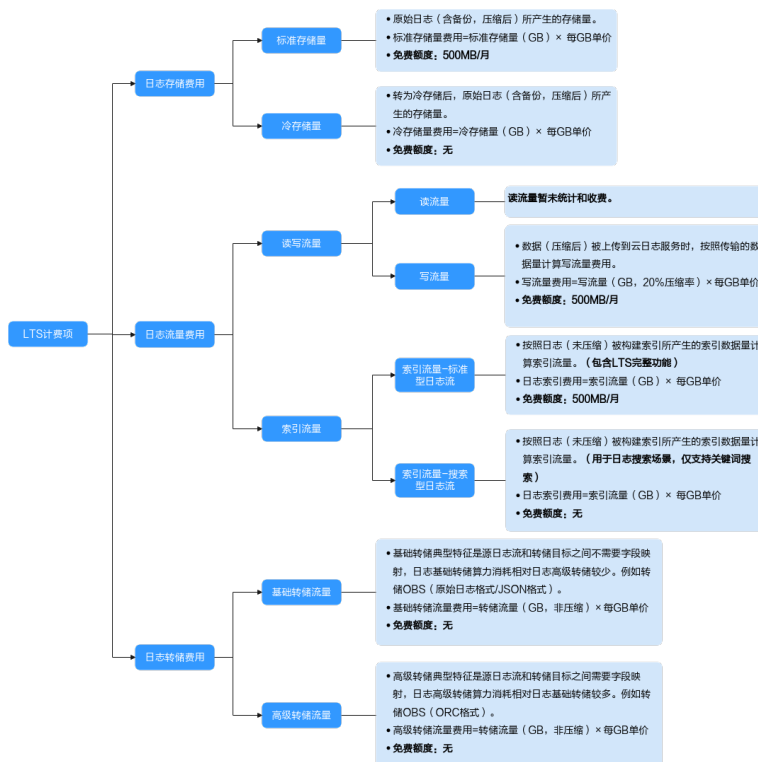 • 原始日志（含备份，压缩后）所产生的存储量。
标准存储量
• 标准存储量费用=标准存储量（GB）× 每GB单价
• 免费额度：500MB/月
日志存储费用
• 转为冷存储后，原始日志（含备份，压缩后）所产
生的存储量。
冷存储量
• 冷存储量费用=冷存储量（GB）× 每GB单价
• 免费额度：无
读流量
读流量暂未统计和收费。
读写流量
• 数据（压缩后）被上传到云日志服务时，按照传输的数
据量计算写流量费用。
写流量
• 写流量费用=写流量（GB，20%压缩率）×每GB单价
• 免费额度：500MB/月
LTS计费项
日志流量费用
• 按照日志（未压缩）被构建索引所产生的索引数据量计
算索引流量。（包含LTS完整功能）
索引流量-标准
型日志流
• 日志索引费用=索引流量（GB）× 每GB单价
• 免费额度：500MB/月
索引流量
• 按照日志（未压缩）被构建索引所产生的索引数据量计
算索引流量。（用于日志搜索场景，仅支持关键词搜
索）
索引流量-搜索
型日志流
• 日志索引费用=索引流量（GB）× 每GB单价
• 免费额度：无
• 基础转储典型特征是源日志流和转储目标之间不需要字段映
射，日志基础转储算力消耗相对日志高级转储较少。例如转
储OBS（原始日志格式/JSON格式）。
基础转储流量
• 基础转储流量费用=转储流量（GB，非压缩）×每GB单价
• 免费额度：无
日志转储费用
• 高级转储典型特征是源日志流和转储目标之间需要字段映
射，日志高级转储算力消耗相对日志基础转储较多。例如转
储OBS（ORC格式）。
高级转储流量
• 高级转储流量费用=转储流量（GB，非压缩）×每GB单价
• 免费额度：无